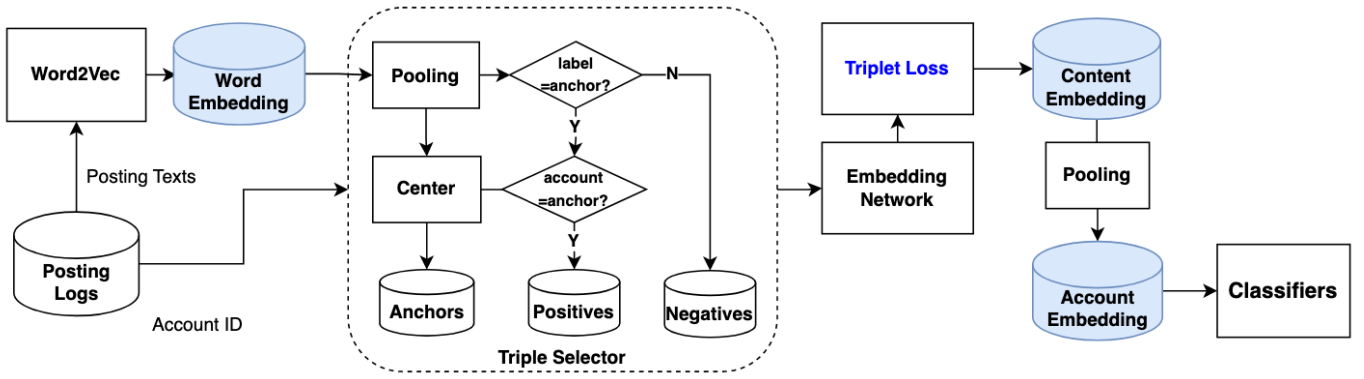 Word2Vec
Word
Embedding
Posting Texts
Posting
Logs
Account ID
Pooling
label
=anchor?
N
Y
Center
account
=anchor?
Y
Anchors
Positives
Negatives
Triple Selector
Triplet Loss
Embedding
Network
Content
Embedding
Pooling
Account
Embedding
Classifiers